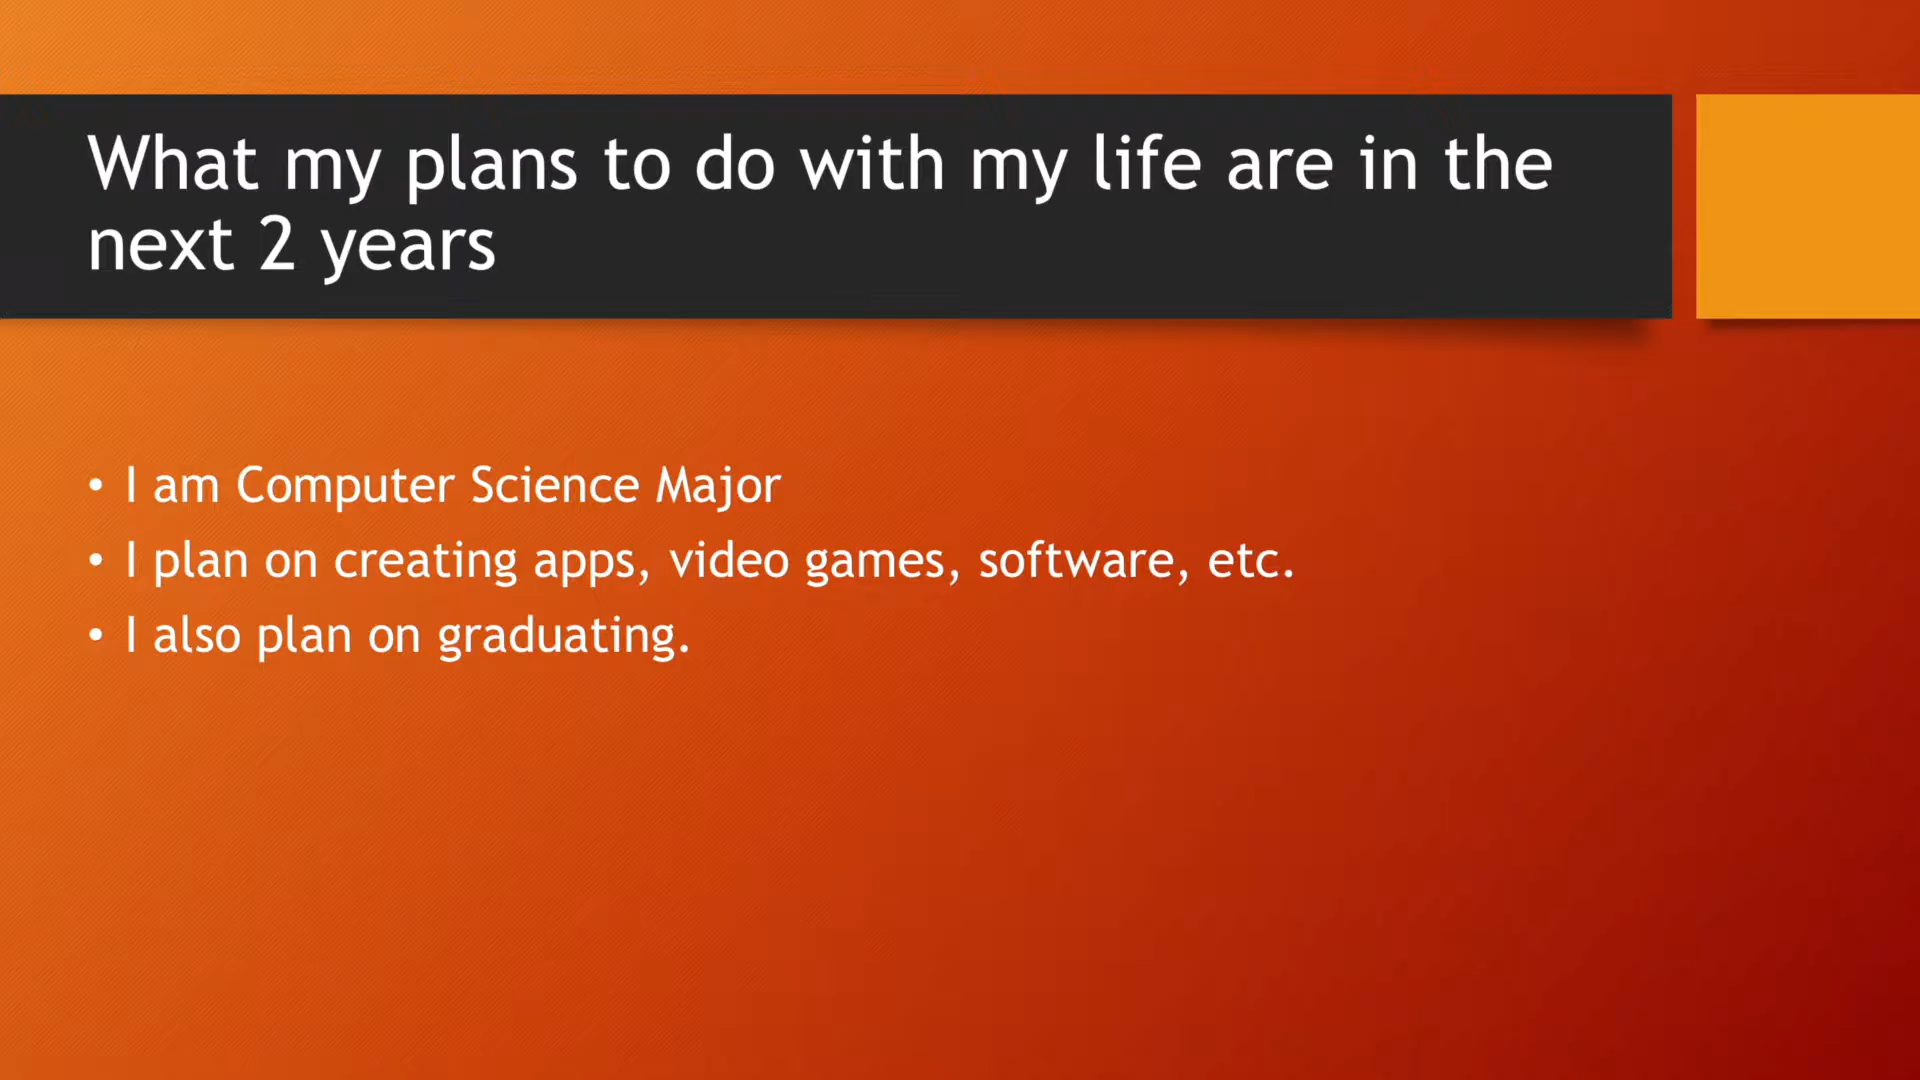 What my plans to do with my life are in the
next 2 years
• I am Computer Science Major
• I plan on creating apps, video games, software, etc.
• I also plan on graduating.